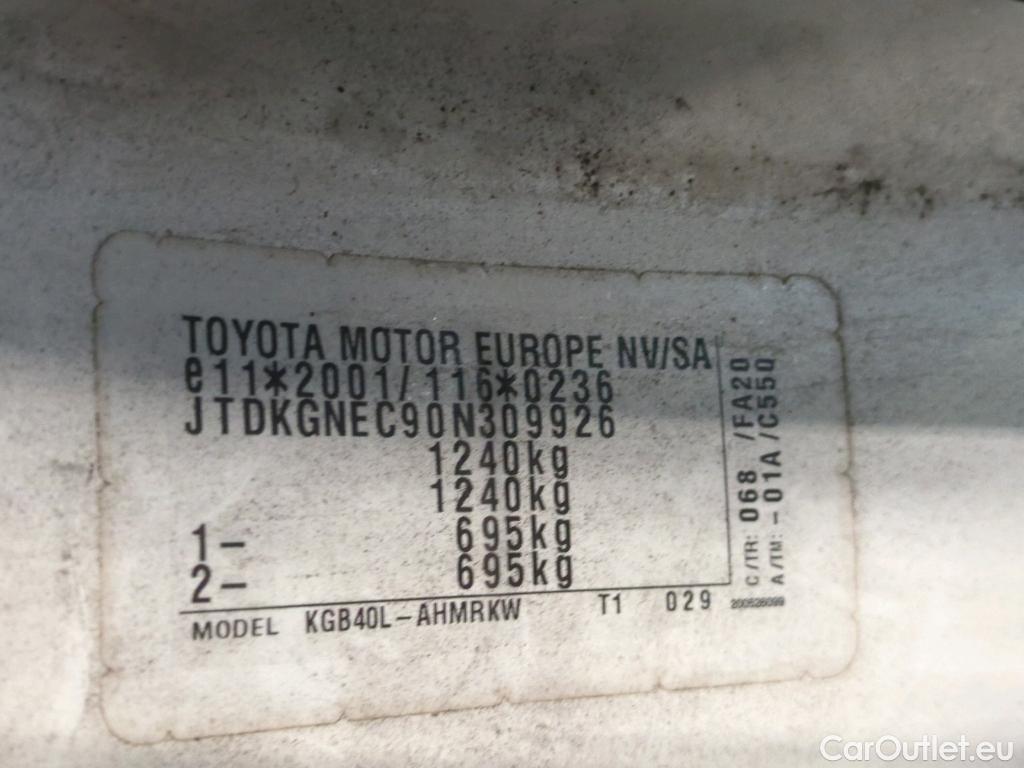 TOYOTA MOTOR EUROPE NV/SA
e11*2001/116*0236
JTDKGNEC90N309926
1240kg
1240kg
1- 695kg
2- 695kg
MODEL KGB40L-AHMRKW T1 029
C/TR: 068 /FA20
A/TM: -01A /C550
CarOutlet.eu